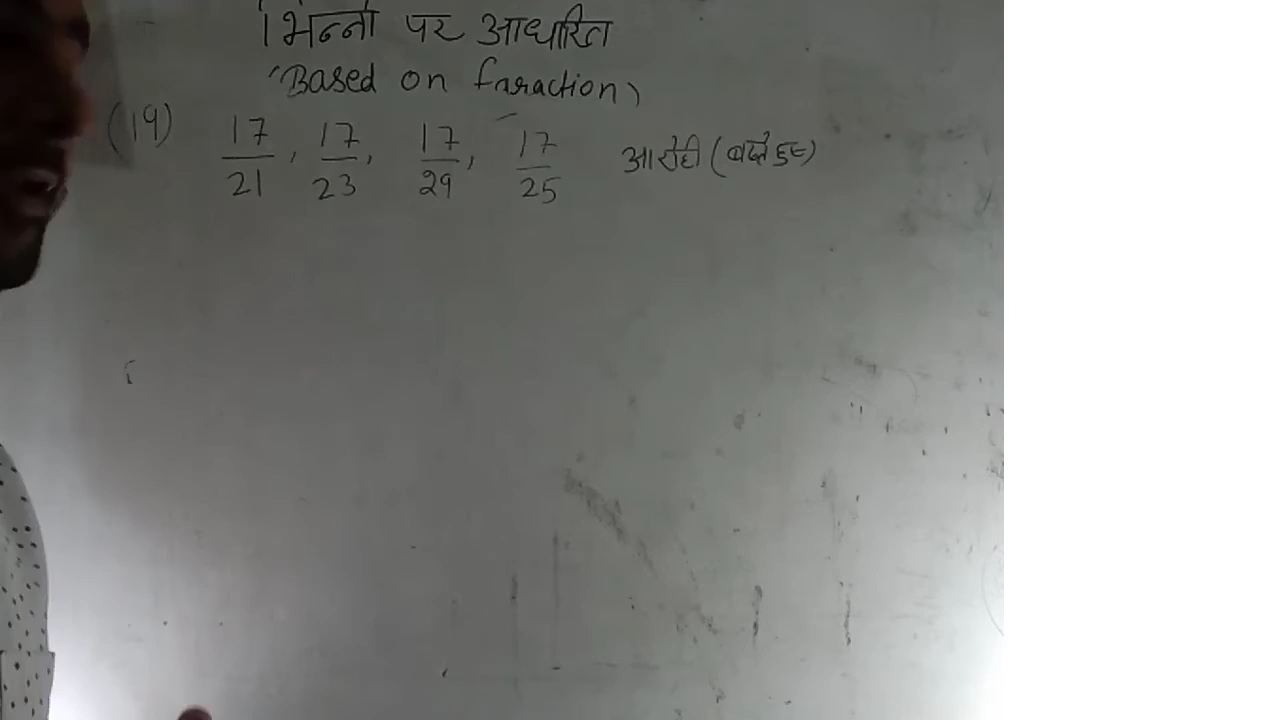 भिन्नों पर आधारित
(Based on faraction)
(19) 17/21, 17/23, 17/29, 17/25 आरोही (बढ़ते हुए)